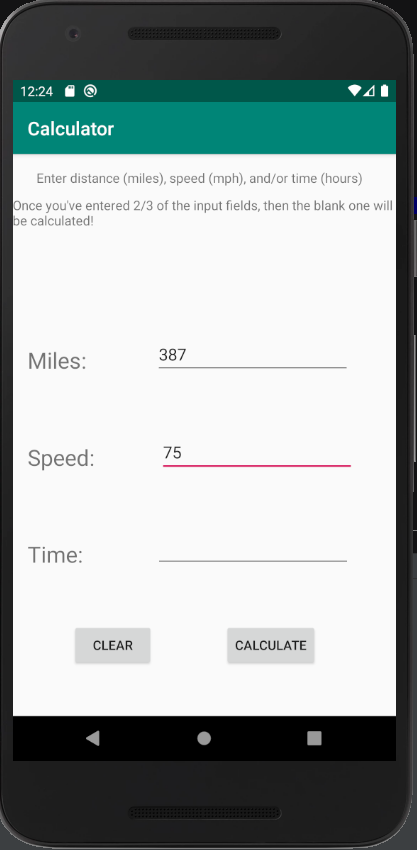 12:24
Calculator
Enter distance (miles), speed (mph), and/or time (hours)
Once you've entered 2/3 of the input fields, then the blank one will
be calculated!
Miles: 387
Speed: 75
Time:
CLEAR CALCULATE